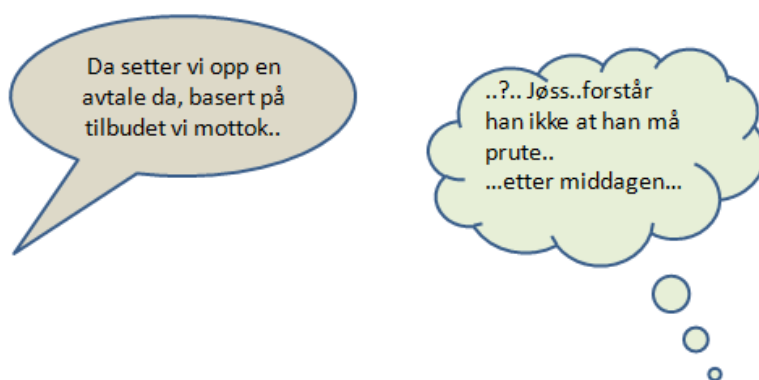 Da setter vi opp en
avtale da, basert på
tilbudet vi mottok..
..?.. Jøss..forstår
han ikke at han må
prute..
...etter middagen...